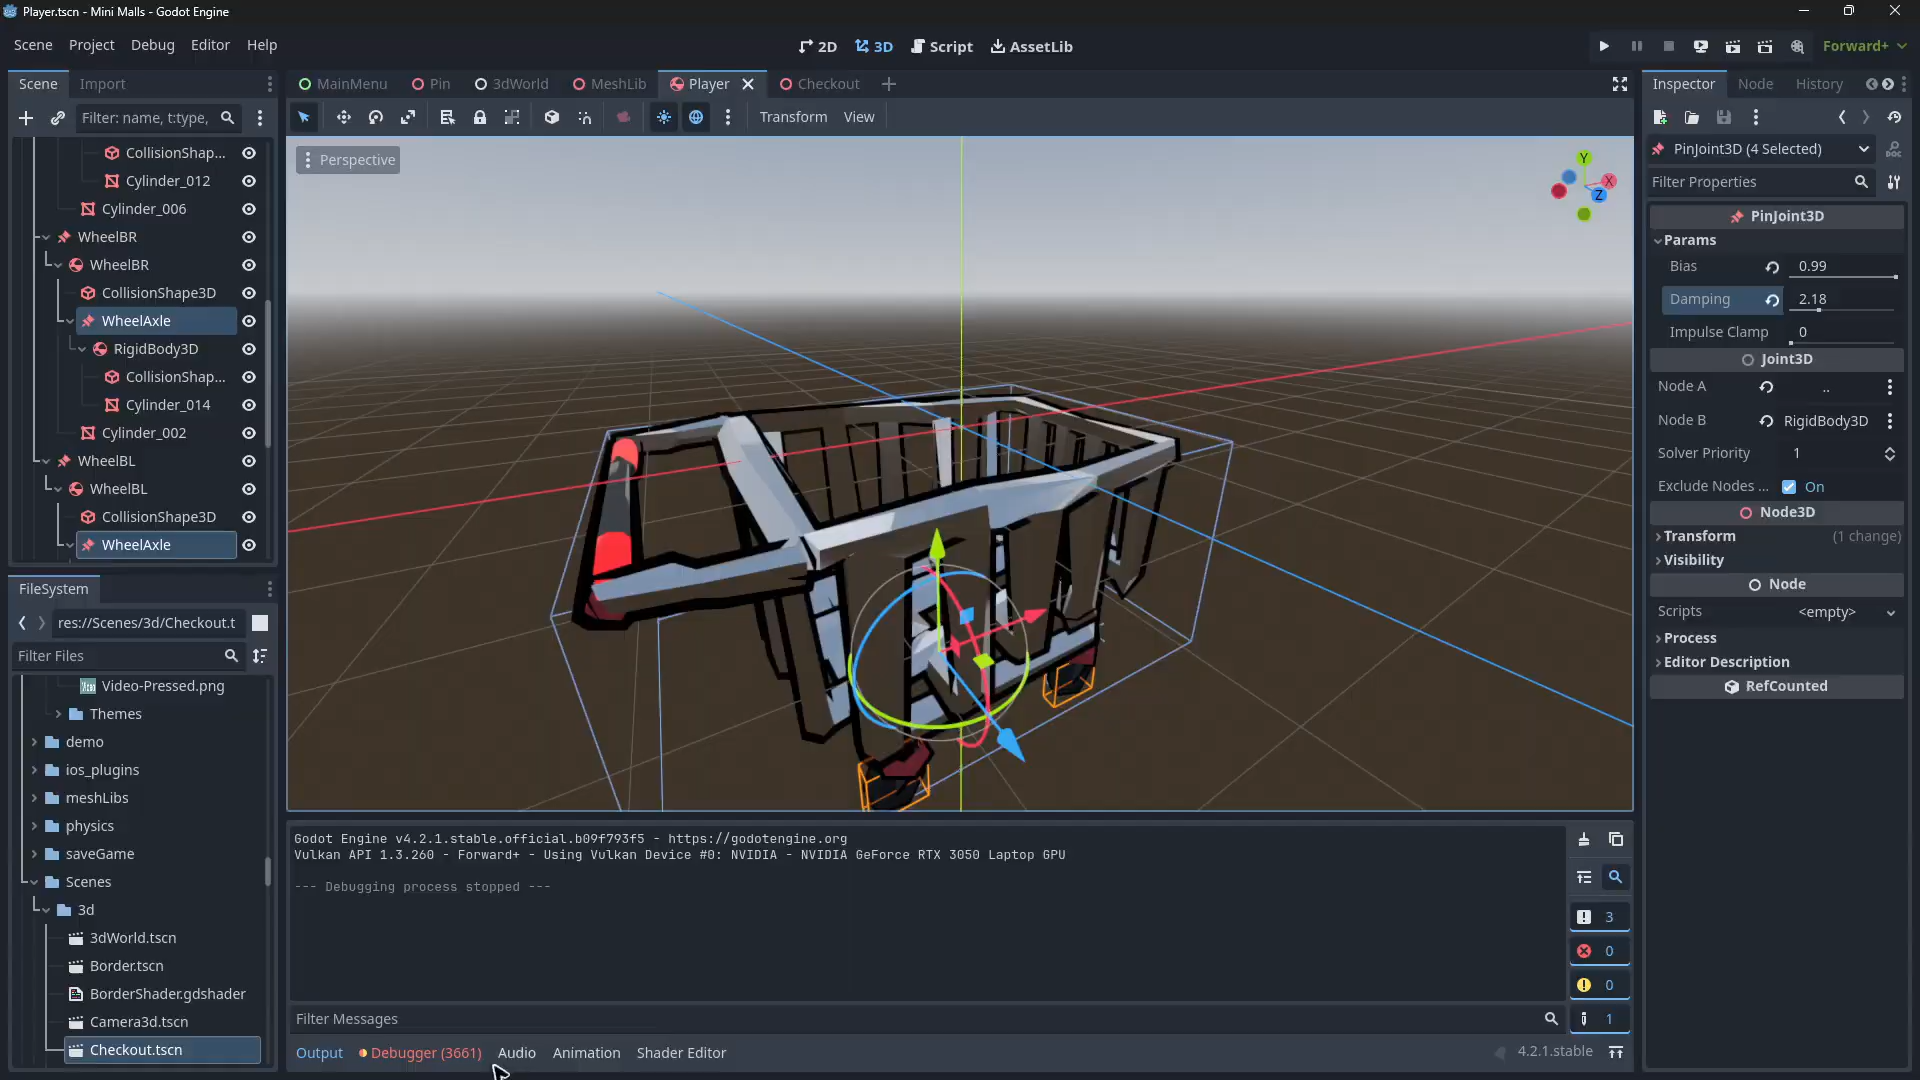 Player.tscn - Mini Malls - Godot Engine
Scene Project Debug Editor Help
2D 3D Script AssetLib
Forward+
Scene Import
Filter: name, t:type,
CollisionShap...
Cylinder_012
Cylinder_006
WheelBR
WheelBR
CollisionShape3D
WheelAxle
RigidBody3D
CollisionShap...
Cylinder_014
Cylinder_002
WheelBL
WheelBL
CollisionShape3D
WheelAxle
FileSystem
res://Scenes/3d/Checkout.t
Filter Files
Video-Pressed.png
Themes
demo
ios_plugins
meshLibs
physics
saveGame
Scenes
3d
3dWorld.tscn
Border.tscn
BorderShader.gdshader
Camera3d.tscn
Checkout.tscn
MainMenu Pin 3dWorld MeshLib Player Checkout
Transform View
Perspective
Y
X
Z
Godot Engine v4.2.1.stable.official.b09f793f5 - https://godotengine.org
Vulkan API 1.3.260 - Forward+ - Using Vulkan Device #0: NVIDIA - NVIDIA GeForce RTX 3050 Laptop GPU
--- Debugging process stopped ---
3
0
0
1
Filter Messages
Output Debugger (3661) Audio Animation Shader Editor
4.2.1.stable
Inspector Node History
PinJoint3D (4 Selected)
DOC
Filter Properties
PinJoint3D
Params
Bias 0.99
Damping 2.18
Impulse Clamp 0
Joint3D
Node A ..
Node B RigidBody3D
Solver Priority 1
Exclude Nodes ... On
Node3D
Transform (1 change)
Visibility
Node
Scripts <empty>
Process
Editor Description
RefCounted